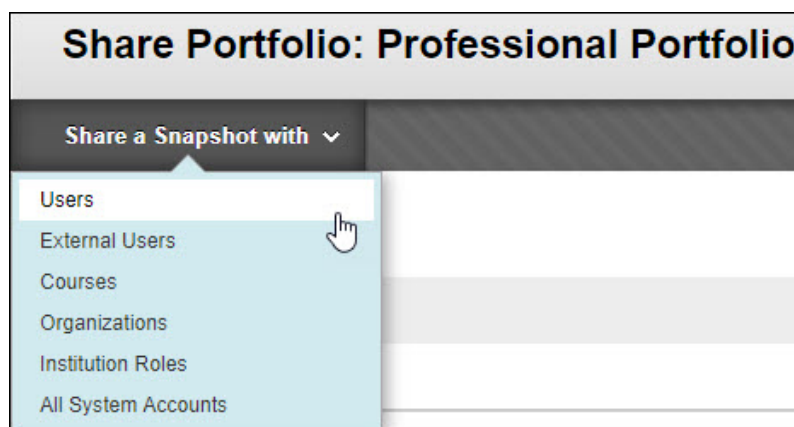 Share Portfolio: Professional Portfolio
Share a Snapshot with
Users
External Users
Courses
Organizations
Institution Roles
All System Accounts